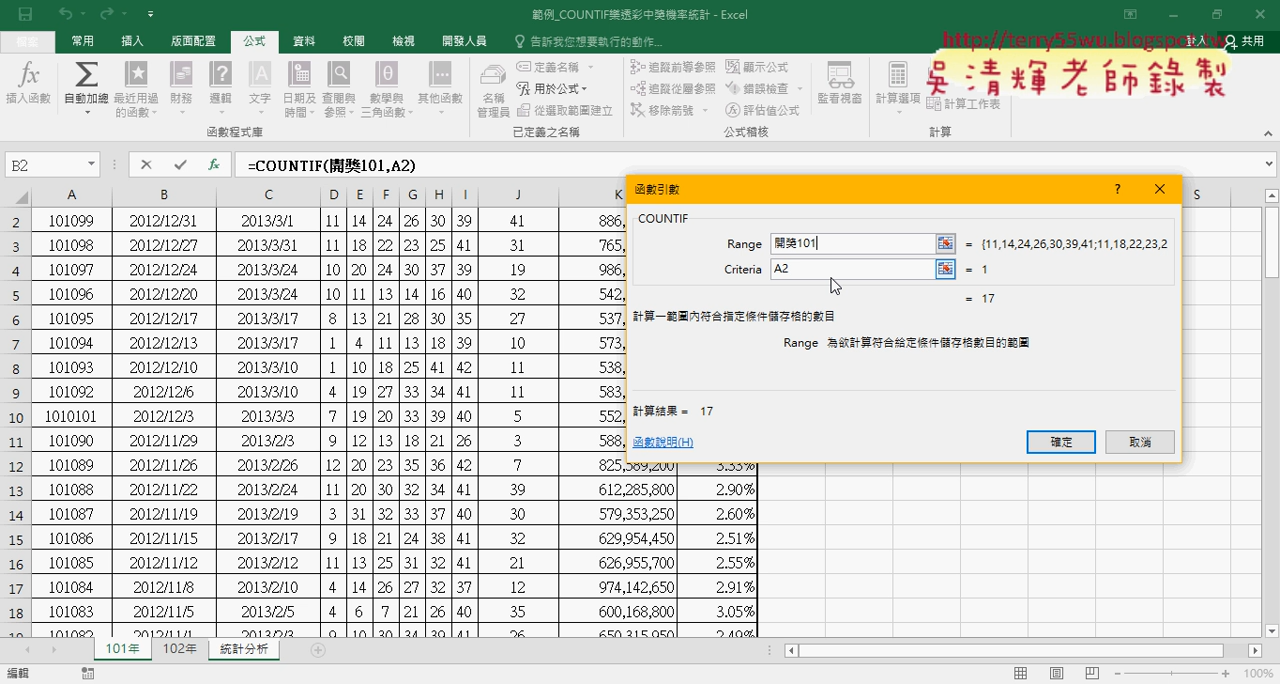 範例_COUNTIF樂透彩中獎機率統計 - Excel
檔案 常用 插入 版面配置 公式 資料 校閱 檢視 開發人員 告訴我您想要執行的動作... 登入 共用
http://terry55wu.blogspot.tw
吳清輝老師錄製
插入函數 自動加總 最近用過的函數 財務 邏輯 文字 日期及時間 查閱與參照 數學與三角函數 其他函數
函數程式庫
名稱管理員 定義名稱 用於公式 從選取範圍建立
已定義之名稱
追蹤前導參照 追蹤從屬參照 移除箭號 顯示公式 錯誤檢查 評估值公式 監看視窗
公式稽核
計算選項 計算工作表
計算
B2 =COUNTIF(開獎101,A2)
A B C D E F G H I J K S
2 101099 2012/12/31 2013/3/1 11 14 24 26 30 39 41 886,
3 101098 2012/12/27 2013/3/31 11 18 22 23 25 41 31 765,
4 101097 2012/12/24 2013/3/24 10 20 24 30 37 39 19 986,
5 101096 2012/12/20 2013/3/24 10 11 13 14 16 40 32 542,
6 101095 2012/12/17 2013/3/17 8 13 21 28 30 35 27 537,
7 101094 2012/12/13 2013/3/17 1 4 11 13 18 39 10 573,
8 101093 2012/12/10 2013/3/10 1 10 18 25 41 42 11 538,
9 101092 2012/12/6 2013/3/10 4 19 27 33 34 41 11 583,
10 1010101 2012/12/3 2013/3/3 7 19 20 33 39 40 5 552,
11 101090 2012/11/29 2013/2/3 9 12 13 18 21 26 3 588,
12 101089 2012/11/26 2013/2/26 12 20 23 35 36 42 7 825,589,200 3.33%
13 101088 2012/11/22 2013/2/24 11 20 30 32 34 41 39 612,285,800 2.90%
14 101087 2012/11/19 2013/2/19 3 31 32 33 37 40 30 579,353,250 2.60%
15 101086 2012/11/15 2013/2/17 9 18 21 24 38 41 32 629,954,450 2.51%
16 101085 2012/11/12 2013/2/12 11 13 25 31 32 41 21 626,955,700 2.55%
17 101084 2012/11/8 2013/2/10 4 14 26 27 32 37 12 974,142,650 2.91%
18 101083 2012/11/5 2013/2/5 4 6 7 21 26 40 35 600,168,800 3.05%
101082 2012/11/1 2013/2/3 9 10 30 34 39 41 26 650,315,950 2.49%
函數引數 ?
COUNTIF
Range 開獎101 = {11,14,24,26,30,39,41;11,18,22,23,2
Criteria A2 = 1
= 17
計算一範圍內符合指定條件儲存格的數目
Range 為欲計算符合給定條件儲存格數目的範圍
計算結果 = 17
函數說明(H) 確定 取消
101年 102年 統計分析
編輯 100%